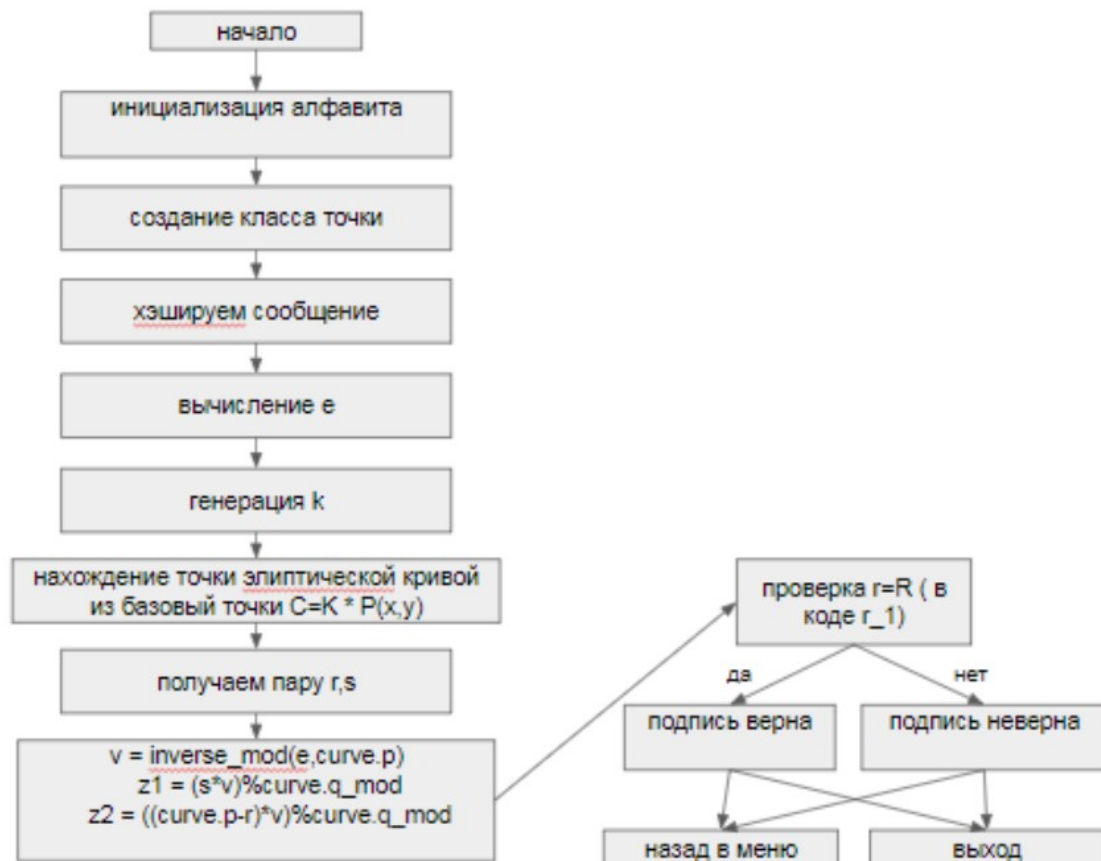 начало
инициализация алфавита
создание класса точки
хэшируем сообщение
вычисление e
генерация k
нахождение точки элиптической кривой
из базовый точки C=K * P(x,y)
получаем пару r,s
v = inverse_mod(e,curve.p)
z1 = (s*v)%curve.q_mod
z2 = ((curve.p-r)*v)%curve.q_mod
проверка r=R ( в
коде r_1)
да
нет
подпись верна
подпись неверна
назад в меню
выход